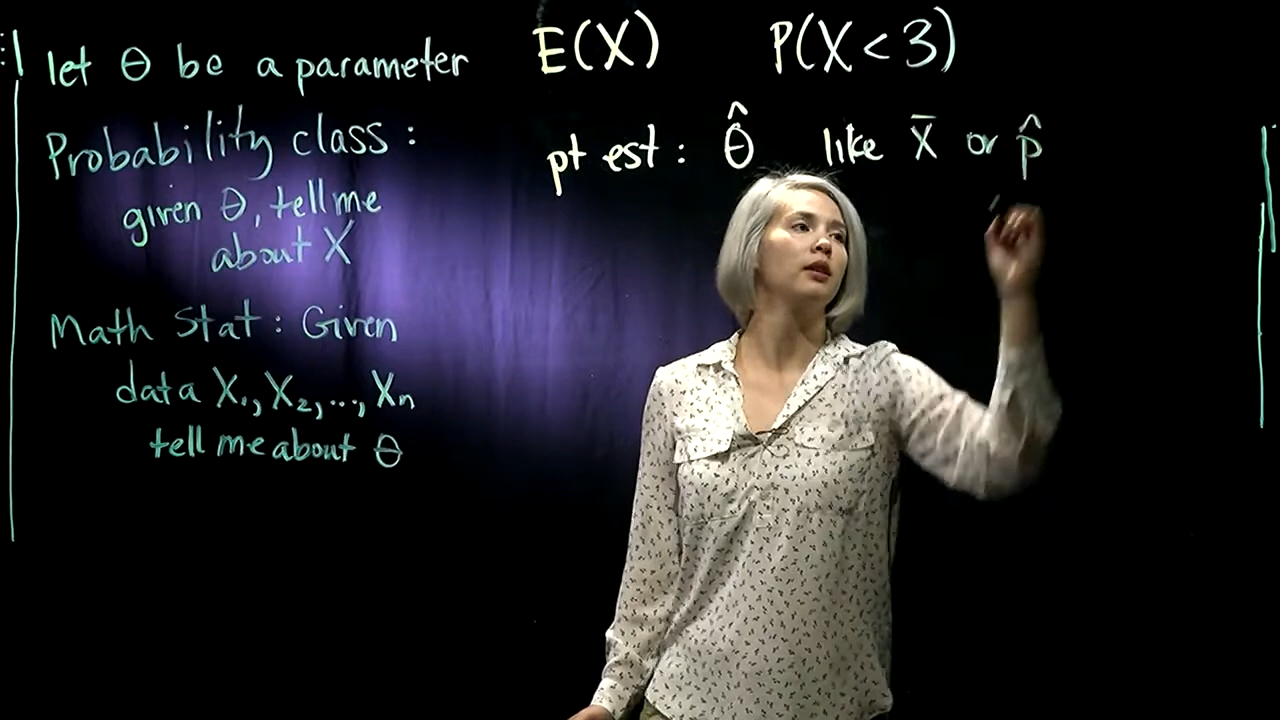 let θ be a parameter
Probability class:
given θ, tell me
about X
Math Stat: Given
data X₁, X₂, ..., Xₙ
tell me about θ
E(X) P(X < 3)
pt est: θ̂ like X̄ or p̂